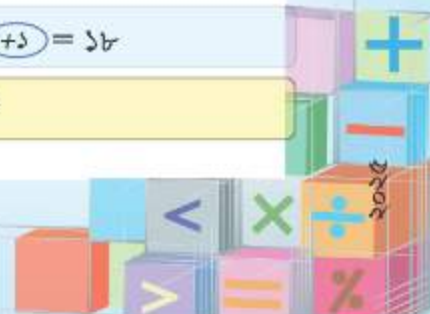 +১ = ১৮
+
−
২০২৫
< × ÷
> = %